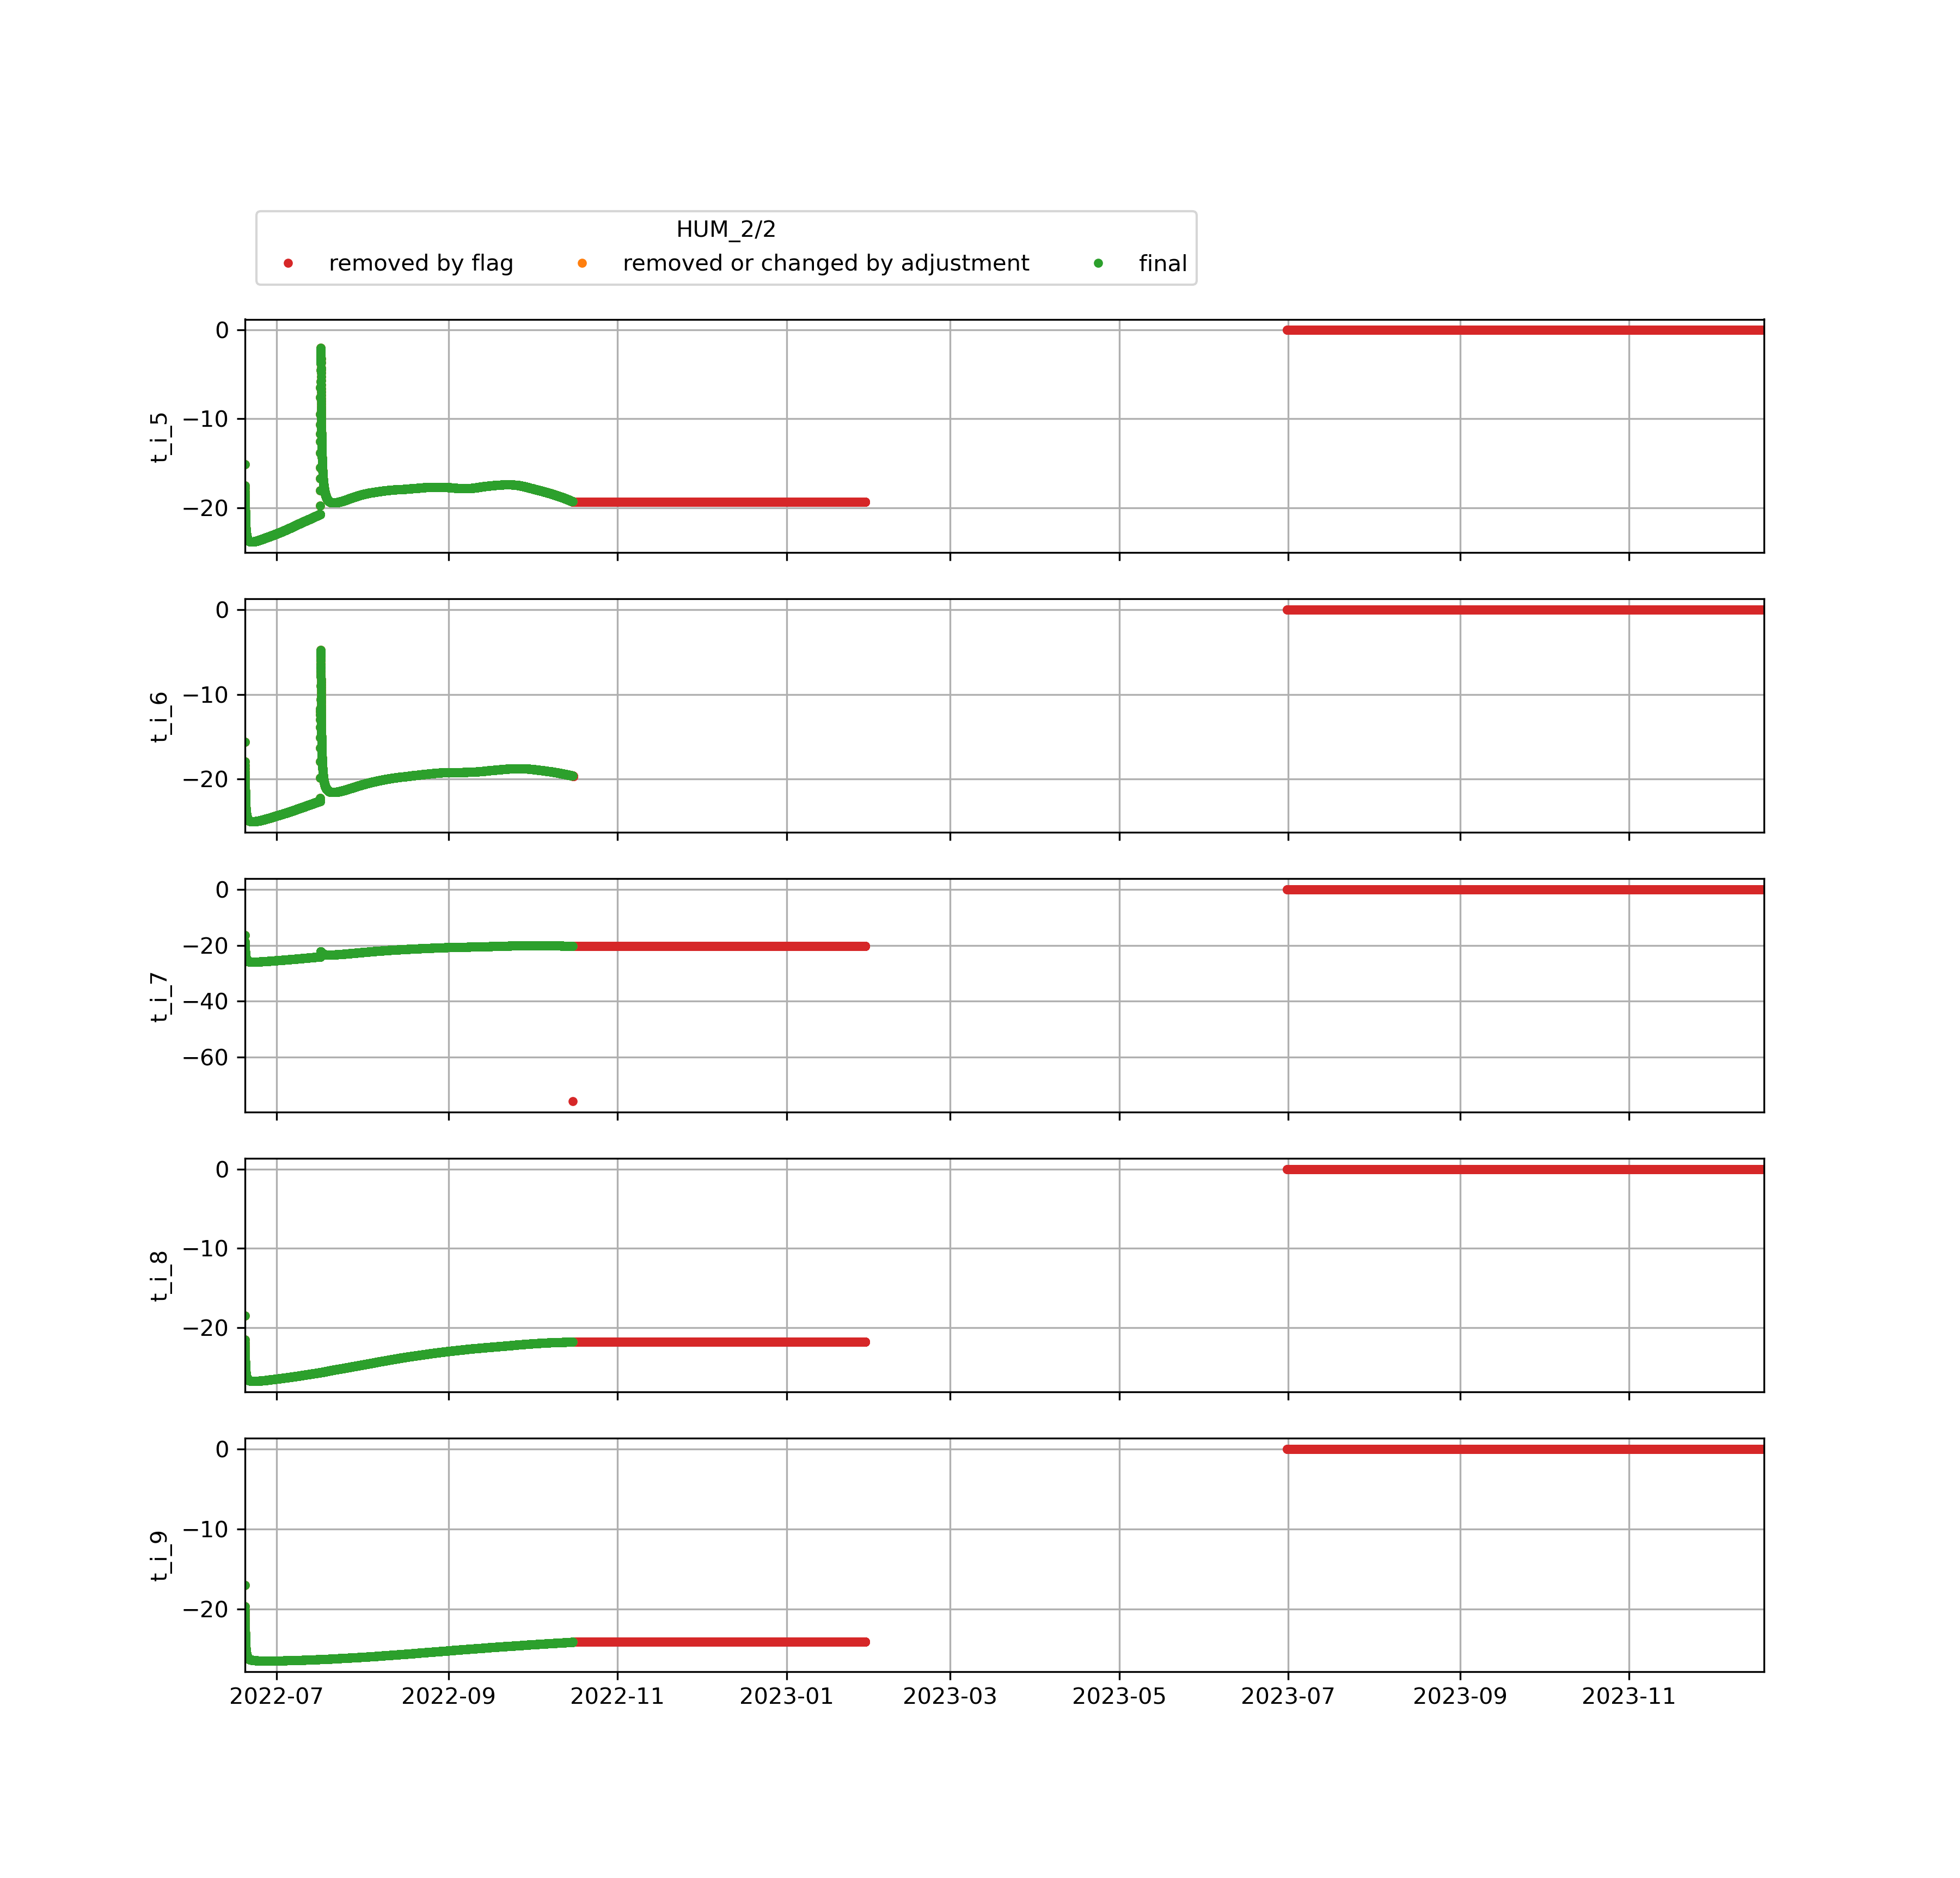 HUM_2/2
removed by flag removed or changed by adjustment final
0
−10
−20
t_i_5
0
−10
−20
t_i_6
0
−20
−40
−60
t_i_7
0
−10
−20
t_i_8
0
−10
−20
t_i_9
2022-07 2022-09 2022-11 2023-01 2023-03 2023-05 2023-07 2023-09 2023-11